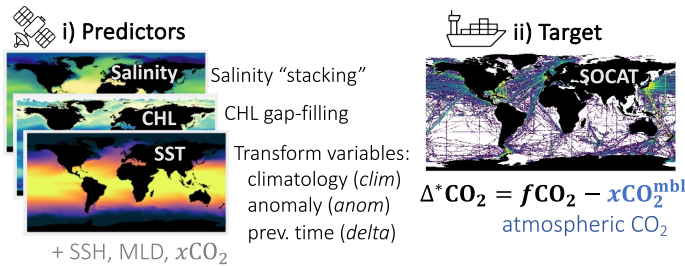 i) Predictors
Salinity
Salinity “stacking”
CHL
CHL gap-filling
SST
Transform variables:
climatology (clim)
anomaly (anom)
prev. time (delta)
+ SSH, MLD, xCO₂
ii) Target
SOCAT
Δ*CO₂ = fCO₂ − xCO₂ᵐᵇˡ
atmospheric CO₂